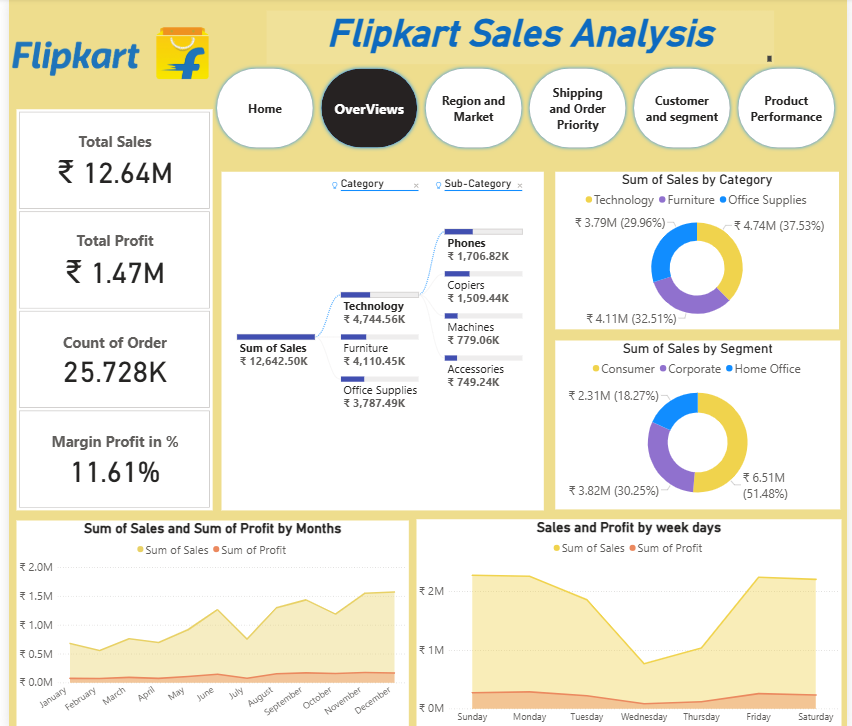 Flipkart
Flipkart Sales Analysis
Home
OverViews
Region and
Market
Shipping
and Order
Priority
Customer
and segment
Product
Performance
Total Sales
₹ 12.64M
Total Profit
₹ 1.47M
Count of Order
25.728K
Margin Profit in %
11.61%
Category
Sub-Category
Sum of Sales
₹ 12,642.50K
Technology
₹ 4,744.56K
Furniture
₹ 4,110.45K
Office Supplies
₹ 3,787.49K
Phones
₹ 1,706.82K
Copiers
₹ 1,509.44K
Machines
₹ 779.06K
Accessories
₹ 749.24K
Sum of Sales by Category
Technology Furniture Office Supplies
₹ 3.79M (29.96%)
₹ 4.74M (37.53%)
₹ 4.11M (32.51%)
Sum of Sales by Segment
Consumer Corporate Home Office
₹ 2.31M (18.27%)
₹ 3.82M (30.25%)
₹ 6.51M
(51.48%)
Sum of Sales and Sum of Profit by Months
Sum of Sales Sum of Profit
₹ 2.0M
₹ 1.5M
₹ 1.0M
₹ 0.5M
₹ 0.0M
January February March April May June July August September October November December
Sales and Profit by week days
Sum of Sales Sum of Profit
₹ 2M
₹ 1M
₹ 0M
Sunday Monday Tuesday Wednesday Thursday Friday Saturday